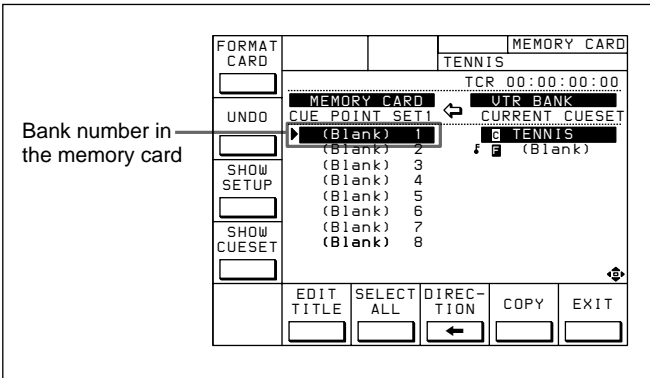 Bank number in
the memory card
MEMORY CARD
TENNIS
TCR 00:00:00:00
FORMAT
CARD
UNDO
SHOW
SETUP
SHOW
CUESET
MEMORY CARD
CUE POINT SET1
(Blank) 1
(Blank) 2
(Blank) 3
(Blank) 4
(Blank) 5
(Blank) 6
(Blank) 7
(Blank) 8
VTR BANK
CURRENT CUESET
C TENNIS
F (Blank)
EDIT
TITLE
SELECT
ALL
DIREC-
TION
COPY
EXIT